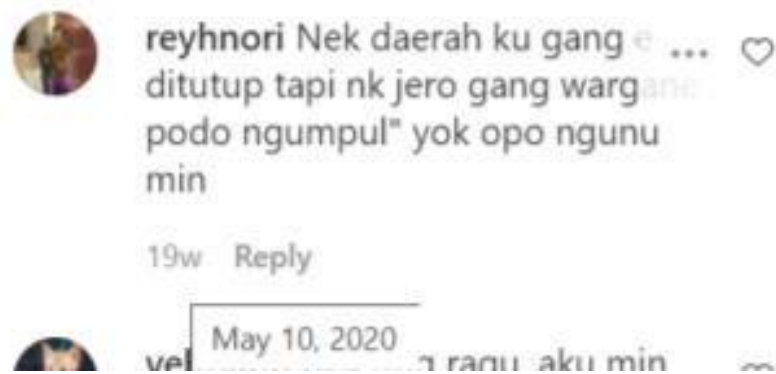 reyhnori Nek daerah ku gang e ...
ditutup tapi nk jero gang wargane
podo ngumpul" yok opo ngunu
min
19w Reply
May 10, 2020
ragu, aku min